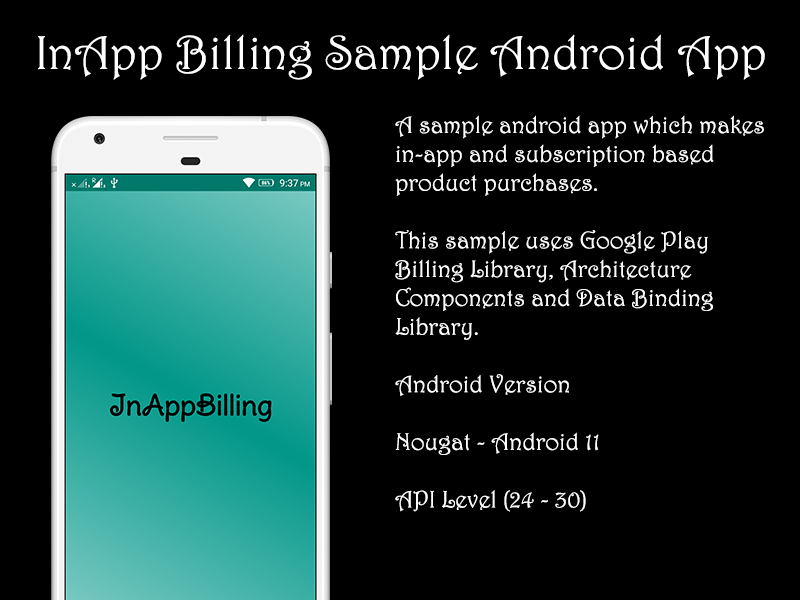 InApp Billing Sample Android App
A sample android app which makes
in-app and subscription based
product purchases.
This sample uses Google Play
Billing Library, Architecture
Components and Data Binding
Library.
Android Version
Nougat - Android 11
API Level (24 - 30)
9:37 PM
InAppBilling